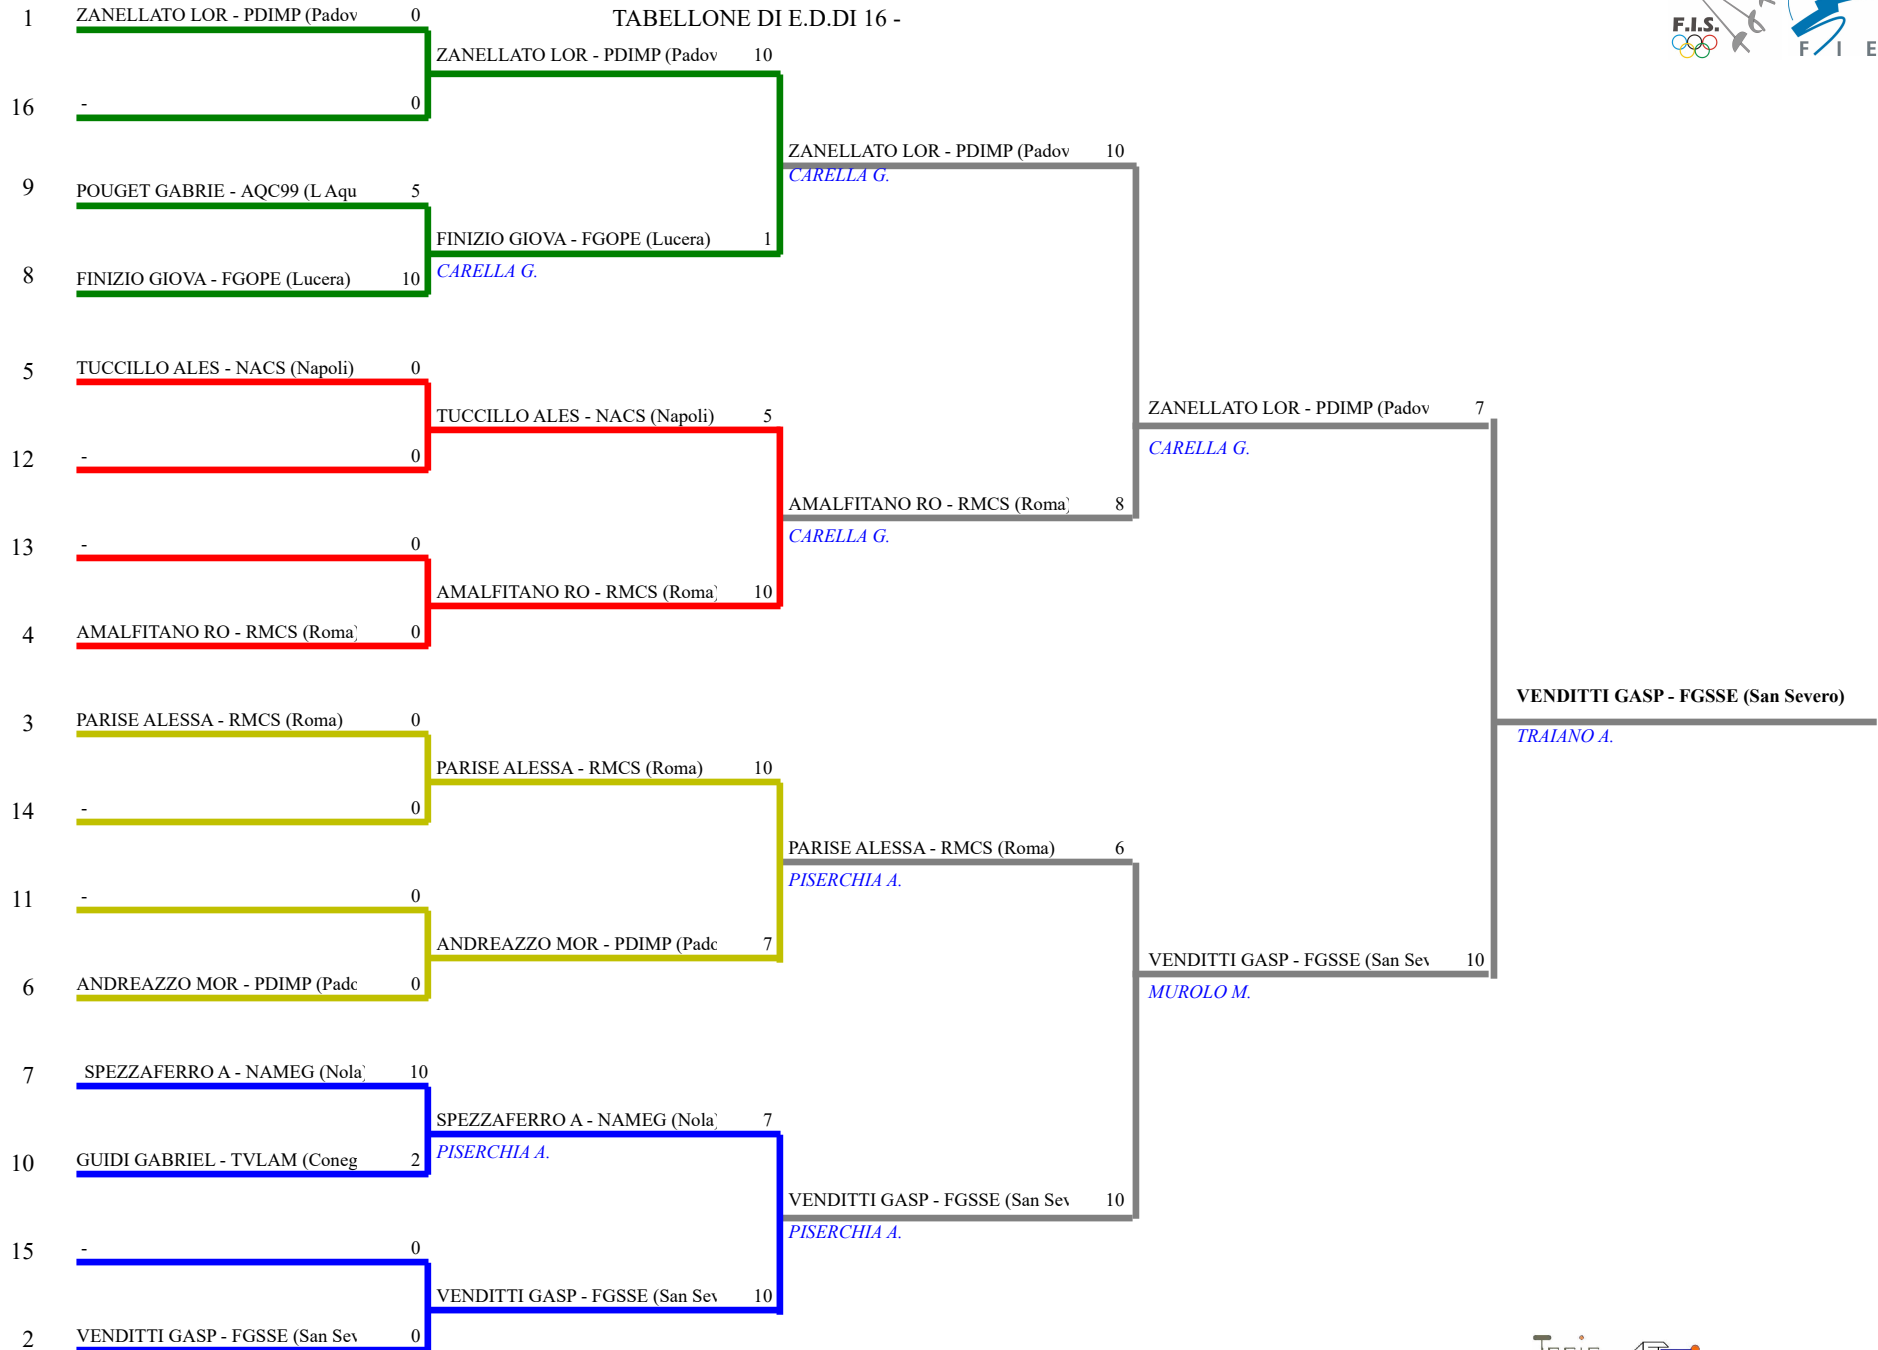 TABELLONE DI E.D.DI 16 -
F.I.S.
F I E
1 ZANELLATO LOR - PDIMP (Padov 0
ZANELLATO LOR - PDIMP (Padov 10
16 - 0
ZANELLATO LOR - PDIMP (Padov 10
CARELLA G.
9 POUGET GABRIE - AQC99 (L Aqu 5
FINIZIO GIOVA - FGOPE (Lucera) 1
CARELLA G.
8 FINIZIO GIOVA - FGOPE (Lucera) 10
5 TUCCILLO ALES - NACS (Napoli) 0
TUCCILLO ALES - NACS (Napoli) 5
ZANELLATO LOR - PDIMP (Padov 7
CARELLA G.
12 - 0
AMALFITANO RO - RMCS (Roma) 8
CARELLA G.
13 - 0
AMALFITANO RO - RMCS (Roma) 10
4 AMALFITANO RO - RMCS (Roma) 0
VENDITTI GASP - FGSSE (San Severo)
TRAIANO A.
3 PARISE ALESSA - RMCS (Roma) 0
PARISE ALESSA - RMCS (Roma) 10
14 - 0
PARISE ALESSA - RMCS (Roma) 6
PISERCHIA A.
11 - 0
ANDREAZZO MOR - PDIMP (Pado 7
VENDITTI GASP - FGSSE (San Sev 10
MUROLO M.
6 ANDREAZZO MOR - PDIMP (Pado 0
7 SPEZZAFERRO A - NAMEG (Nola) 10
SPEZZAFERRO A - NAMEG (Nola) 7
PISERCHIA A.
10 GUIDI GABRIEL - TVLAM (Coneg 2
VENDITTI GASP - FGSSE (San Sev 10
PISERCHIA A.
15 - 0
VENDITTI GASP - FGSSE (San Sev 10
2 VENDITTI GASP - FGSSE (San Sev 0